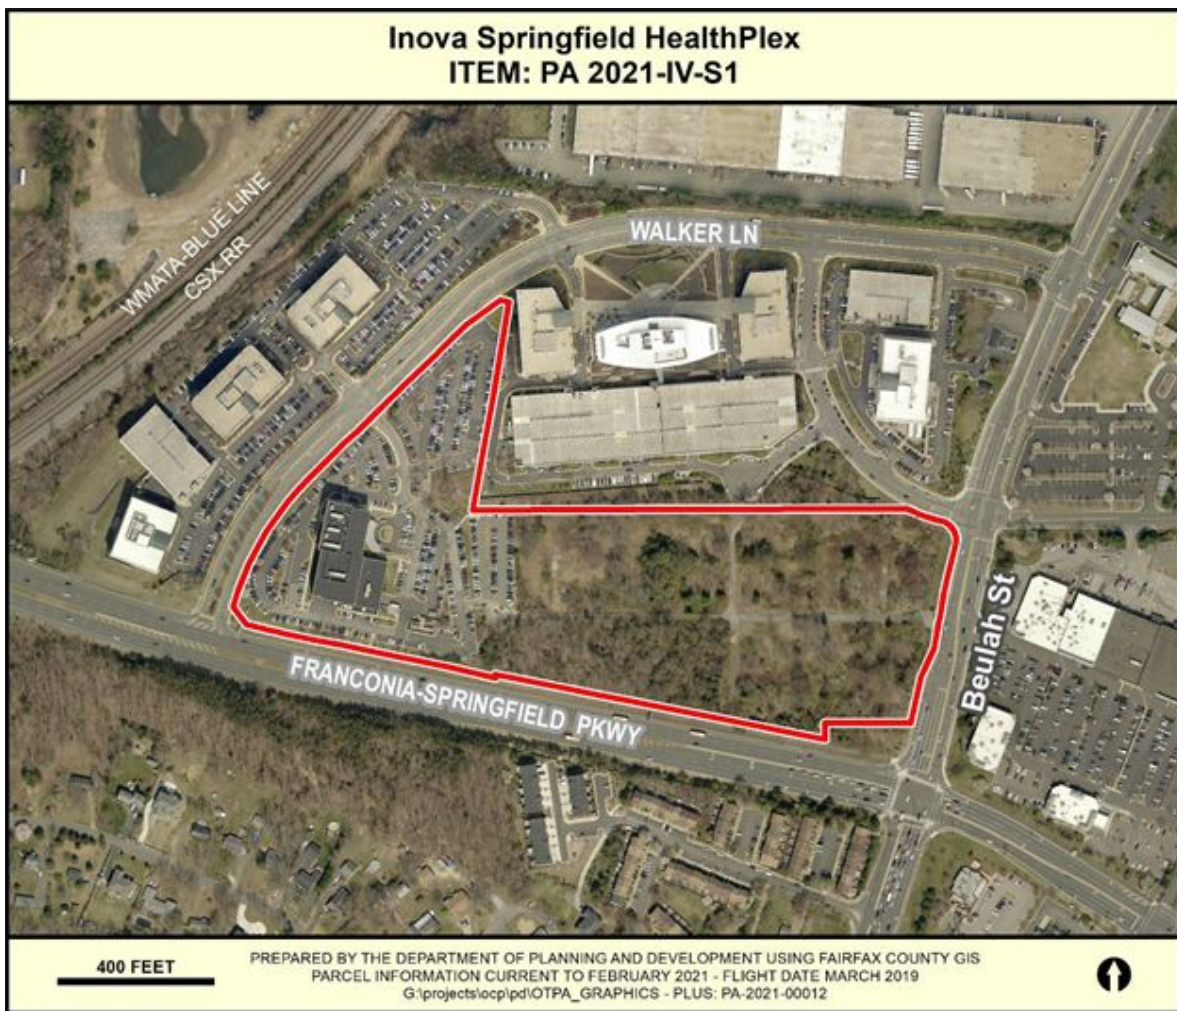 Inova Springfield HealthPlex
ITEM: PA 2021-IV-S1
WALKER LN
WMATA-BLUE LINE
CSX RR
Beulah St
FRANCONIA-SPRINGFIELD PKWY
400 FEET
PREPARED BY THE DEPARTMENT OF PLANNING AND DEVELOPMENT USING FAIRFAX COUNTY GIS
PARCEL INFORMATION CURRENT TO FEBRUARY 2021 - FLIGHT DATE MARCH 2019
G:\projects\ocp\pd\OTPA_GRAPHICS - PLUS: PA-2021-00012